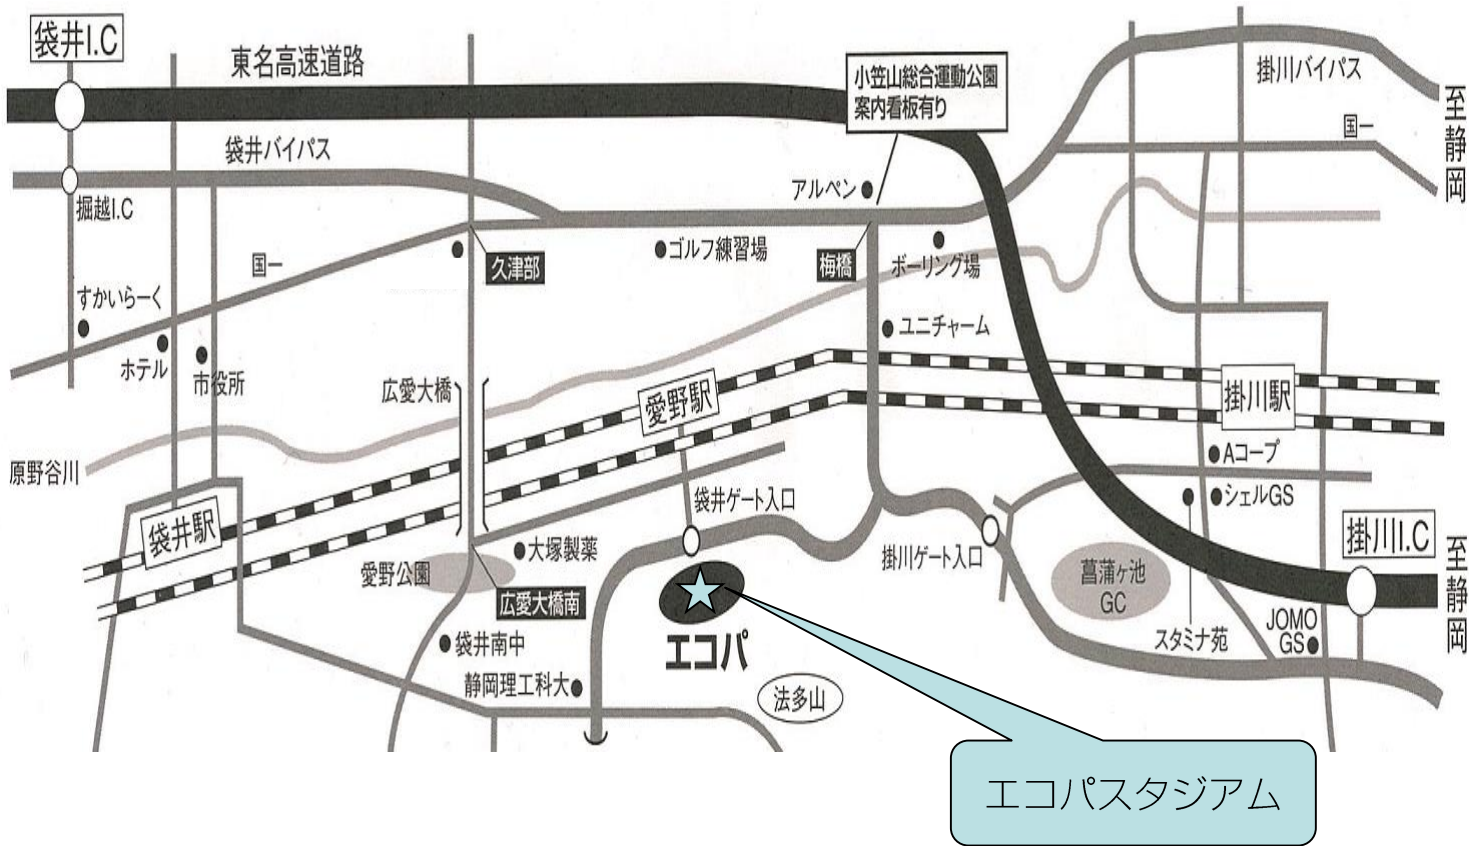 袋井I.C
東名高速道路
小笠山総合運動公園
案内看板有り
掛川バイパス
至静岡
国一
袋井バイパス
アルペン
掘越I.C
久津部
ゴルフ練習場
梅橋
ボーリング場
国一
すかいらーく
ユニチャーム
ホテル
市役所
広愛大橋
愛野駅
掛川駅
原野谷川
Aコープ
シェルGS
袋井ゲート入口
袋井駅
掛川I.C
大塚製薬
掛川ゲート入口
愛野公園
菖蒲ヶ池
GC
至静岡
広愛大橋南
スタミナ苑
JOMO
GS
袋井南中
エコパ
静岡理工科大
法多山
エコパスタジアム